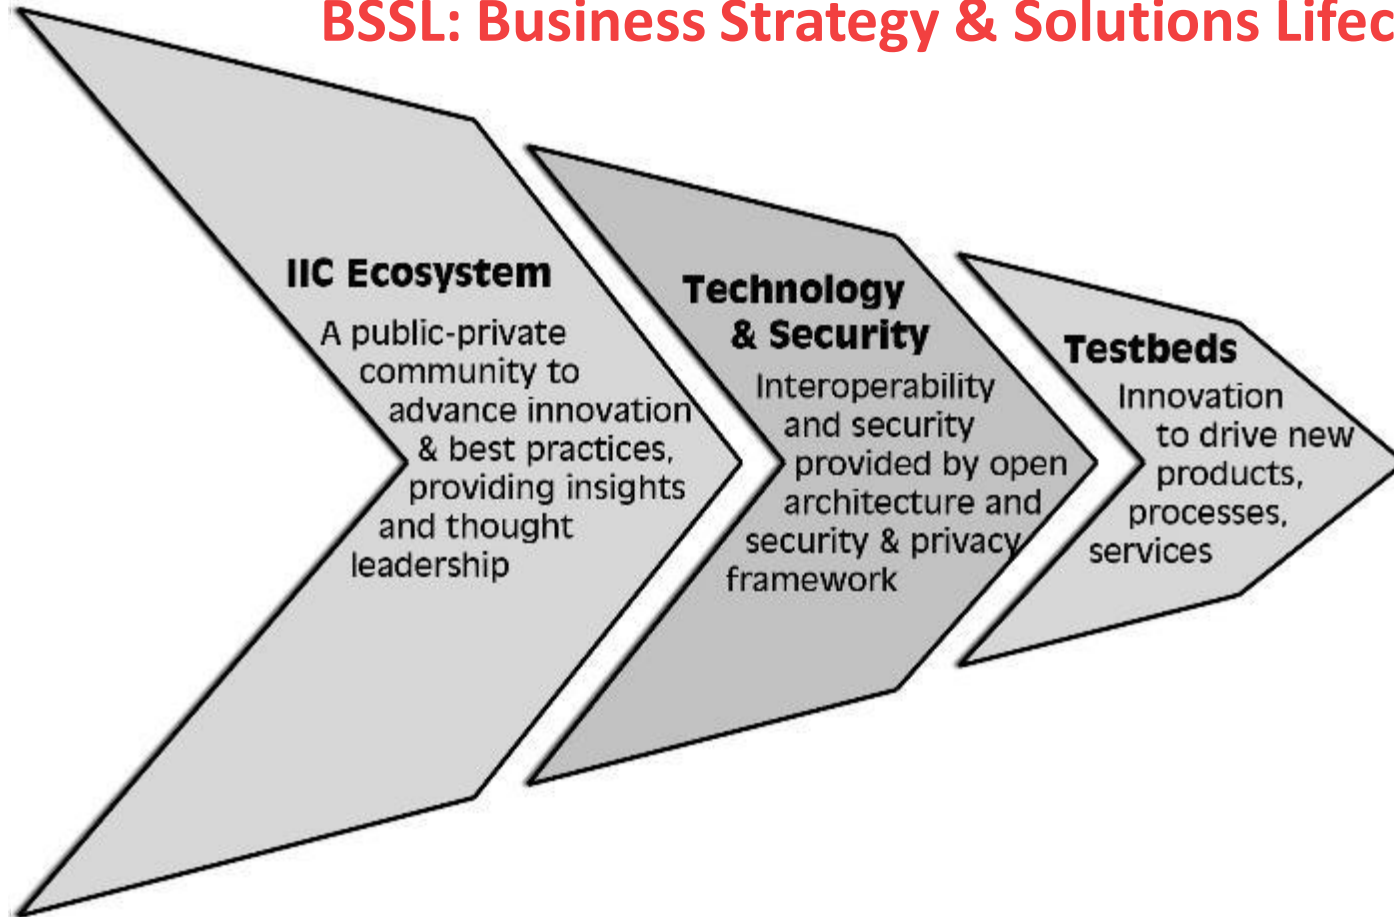 BSSL: Business Strategy & Solutions Lifec
IIC Ecosystem
A public-private
community to
advance innovation
& best practices,
providing insights
and thought
leadership
Technology
& Security
Interoperability
and security
provided by open
architecture and
security & privacy
framework
Testbeds
Innovation
to drive new
products,
processes,
services